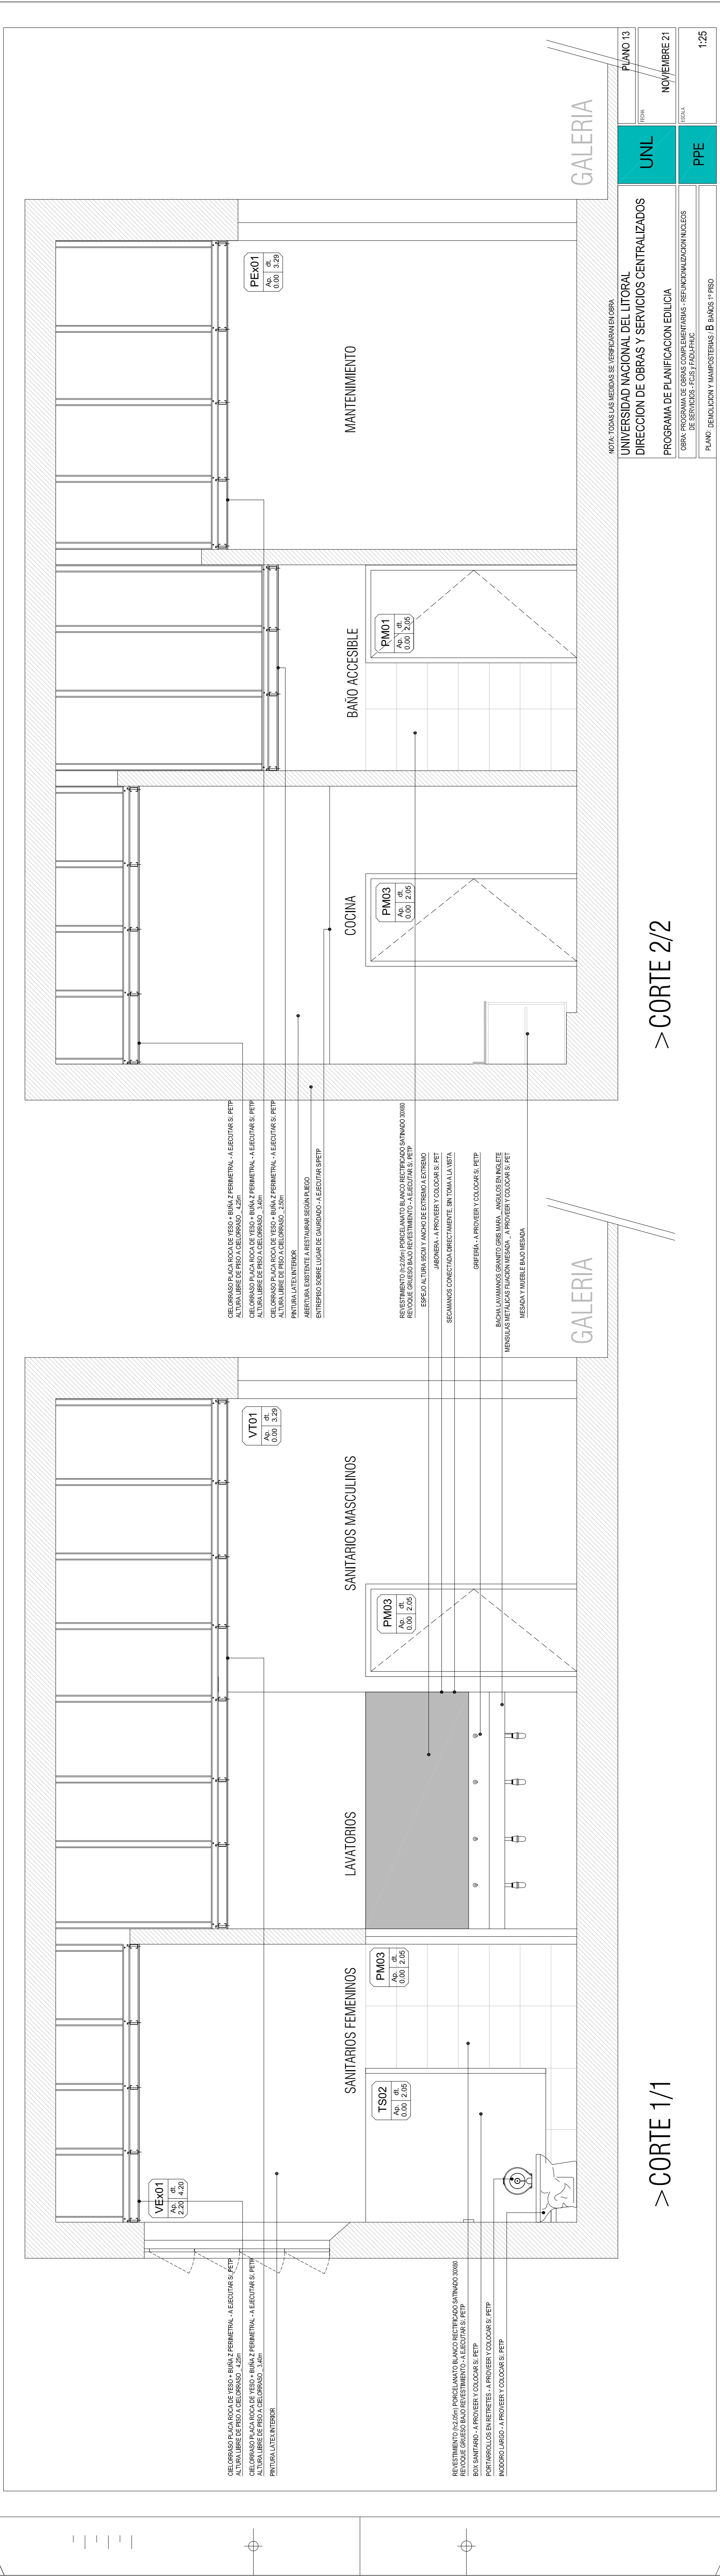 CIELORRASO PLACA ROCA DE YESO + BUÑA Z PERIMETRAL - A EJECUTAR S/. PETP
ALTURA LIBRE DE PISO A CIELORRASO _ 4.25m
CIELORRASO PLACA ROCA DE YESO + BUÑA Z PERIMETRAL - A EJECUTAR S/. PETP
ALTURA LIBRE DE PISO A CIELORRASO _ 3.40m
PINTURA LATEX INTERIOR
REVESTIMIENTO (h:2,05m) PORCELANATO BLANCO RECTIFICADO SATINADO 30X60
REVOQUE GRUESO BAJO REVESTIMIENTO - A EJECUTAR S/. PETP
BOX SANITARIO - A PROVEER Y COLOCAR S/. PETP
PORTARROLLOS EN RETRETES - A PROVEER Y COLOCAR S/. PETP
INODORO LARGO - A PROVEER Y COLOCAR S/. PETP
VEx01
Ap. dt.
2.20 4.20
SANITARIOS FEMENINOS
TS02
Ap. dt.
0.00 2.05
PM03
Ap. dt.
0.00 2.05
LAVATORIOS
SANITARIOS MASCULINOS
PM03
Ap. dt.
0.00 2.05
VT01
Ap. dt.
0.00 3.29
GALERIA
>CORTE 1/1
CIELORRASO PLACA ROCA DE YESO + BUÑA Z PERIMETRAL - A EJECUTAR S/. PETP
ALTURA LIBRE DE PISO A CIELORRASO _ 4.25m
CIELORRASO PLACA ROCA DE YESO + BUÑA Z PERIMETRAL - A EJECUTAR S/. PETP
ALTURA LIBRE DE PISO A CIELORRASO _ 3.40m
CIELORRASO PLACA ROCA DE YESO + BUÑA Z PERIMETRAL - A EJECUTAR S/. PETP
ALTURA LIBRE DE PISO A CIELORRASO _ 2.50m
PINTURA LATEX INTERIOR
ABERTURA EXISTENTE A RESTAURAR SEGÚN PLIEGO
ENTREPISO SOBRE LUGAR DE GAURDADO - A EJECUTAR S/PETP
REVESTIMIENTO (h:2,05m) PORCELANATO BLANCO RECTIFICADO SATINADO 30X60
REVOQUE GRUESO BAJO REVESTIMIENTO - A EJECUTAR S/. PETP
ESPEJO ALTURA 95CM Y ANCHO DE EXTREMO A EXTREMO
JABONERA - A PROVEER Y COLOCAR S/. PET
SECAMANOS CONECTADA DIRECTAMENTE. SIN TOMA A LA VISTA
GRIFERÍA - A PROVEER Y COLOCAR S/. PETP
BACHA LAVAMANOS GRANITO GRIS MARA _ ANGULOS EN INGLETE
MENSULAS METÁLICAS FIJACIÓN MESADA _ A PROVEER Y COLOCAR S/. PET
MESADA Y MUEBLE BAJO MESADA
COCINA
PM03
Ap. dt.
0.00 2.05
BAÑO ACCESIBLE
PM01
Ap. dt.
0.00 2.05
MANTENIMIENTO
PEx01
Ap. dt.
0.00 3.29
GALERIA
>CORTE 2/2
NOTA: TODAS LAS MEDIDAS SE VERIFICARAN EN OBRA
UNIVERSIDAD NACIONAL DEL LITORAL
DIRECCION DE OBRAS Y SERVICIOS CENTRALIZADOS
PROGRAMA DE PLANIFICACION EDILICIA
OBRA: PROGRAMA DE OBRAS COMPLEMENTARIAS - REFUNCIONALIZACION NUCLEOS
DE SERVICIOS - FCJS y FADU-FHUC
PLANO: DEMOLICION Y MAMPOSTERIAS / B BAÑOS 1º PISO
UNL
PPE
PLANO 13
FECHA
NOVIEMBRE 21
ESCALA
1:25